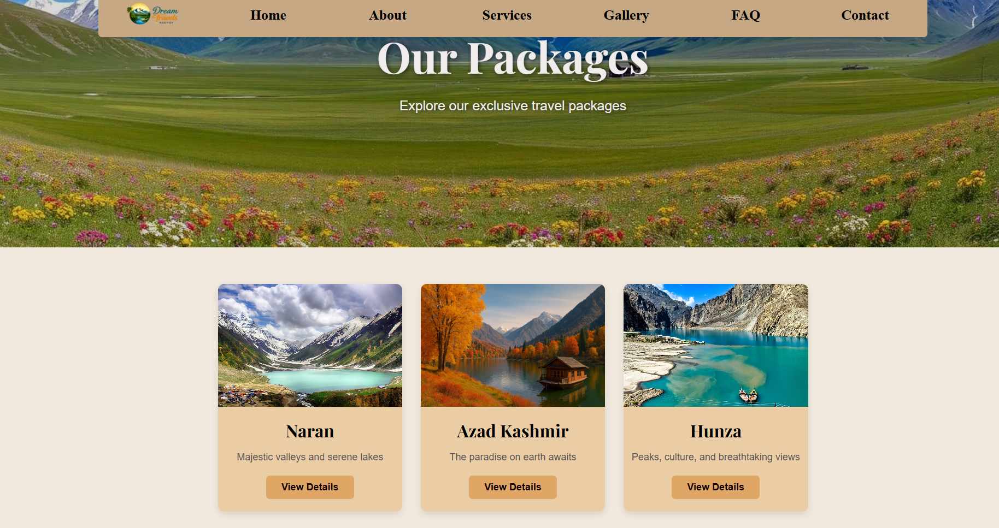 Dream
Travels
AGENCY
Home
About
Services
Gallery
FAQ
Contact
Our Packages
Explore our exclusive travel packages
Naran
Majestic valleys and serene lakes
View Details
Azad Kashmir
The paradise on earth awaits
View Details
Hunza
Peaks, culture, and breathtaking views
View Details